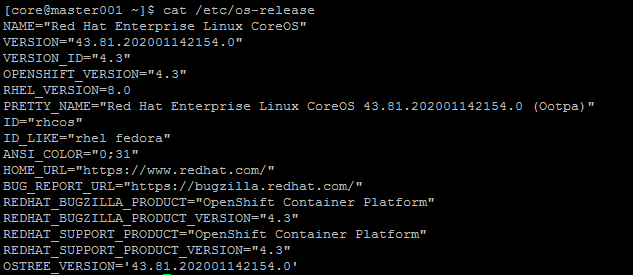 [core@master001 ~]$ cat /etc/os-release
NAME="Red Hat Enterprise Linux CoreOS"
VERSION="43.81.202001142154.0"
VERSION_ID="4.3"
OPENSHIFT_VERSION="4.3"
RHEL_VERSION=8.0
PRETTY_NAME="Red Hat Enterprise Linux CoreOS 43.81.202001142154.0 (Ootpa)"
ID="rhcos"
ID_LIKE="rhel fedora"
ANSI_COLOR="0;31"
HOME_URL="https://www.redhat.com/"
BUG_REPORT_URL="https://bugzilla.redhat.com/"
REDHAT_BUGZILLA_PRODUCT="OpenShift Container Platform"
REDHAT_BUGZILLA_PRODUCT_VERSION="4.3"
REDHAT_SUPPORT_PRODUCT="OpenShift Container Platform"
REDHAT_SUPPORT_PRODUCT_VERSION="4.3"
OSTREE_VERSION='43.81.202001142154.0'